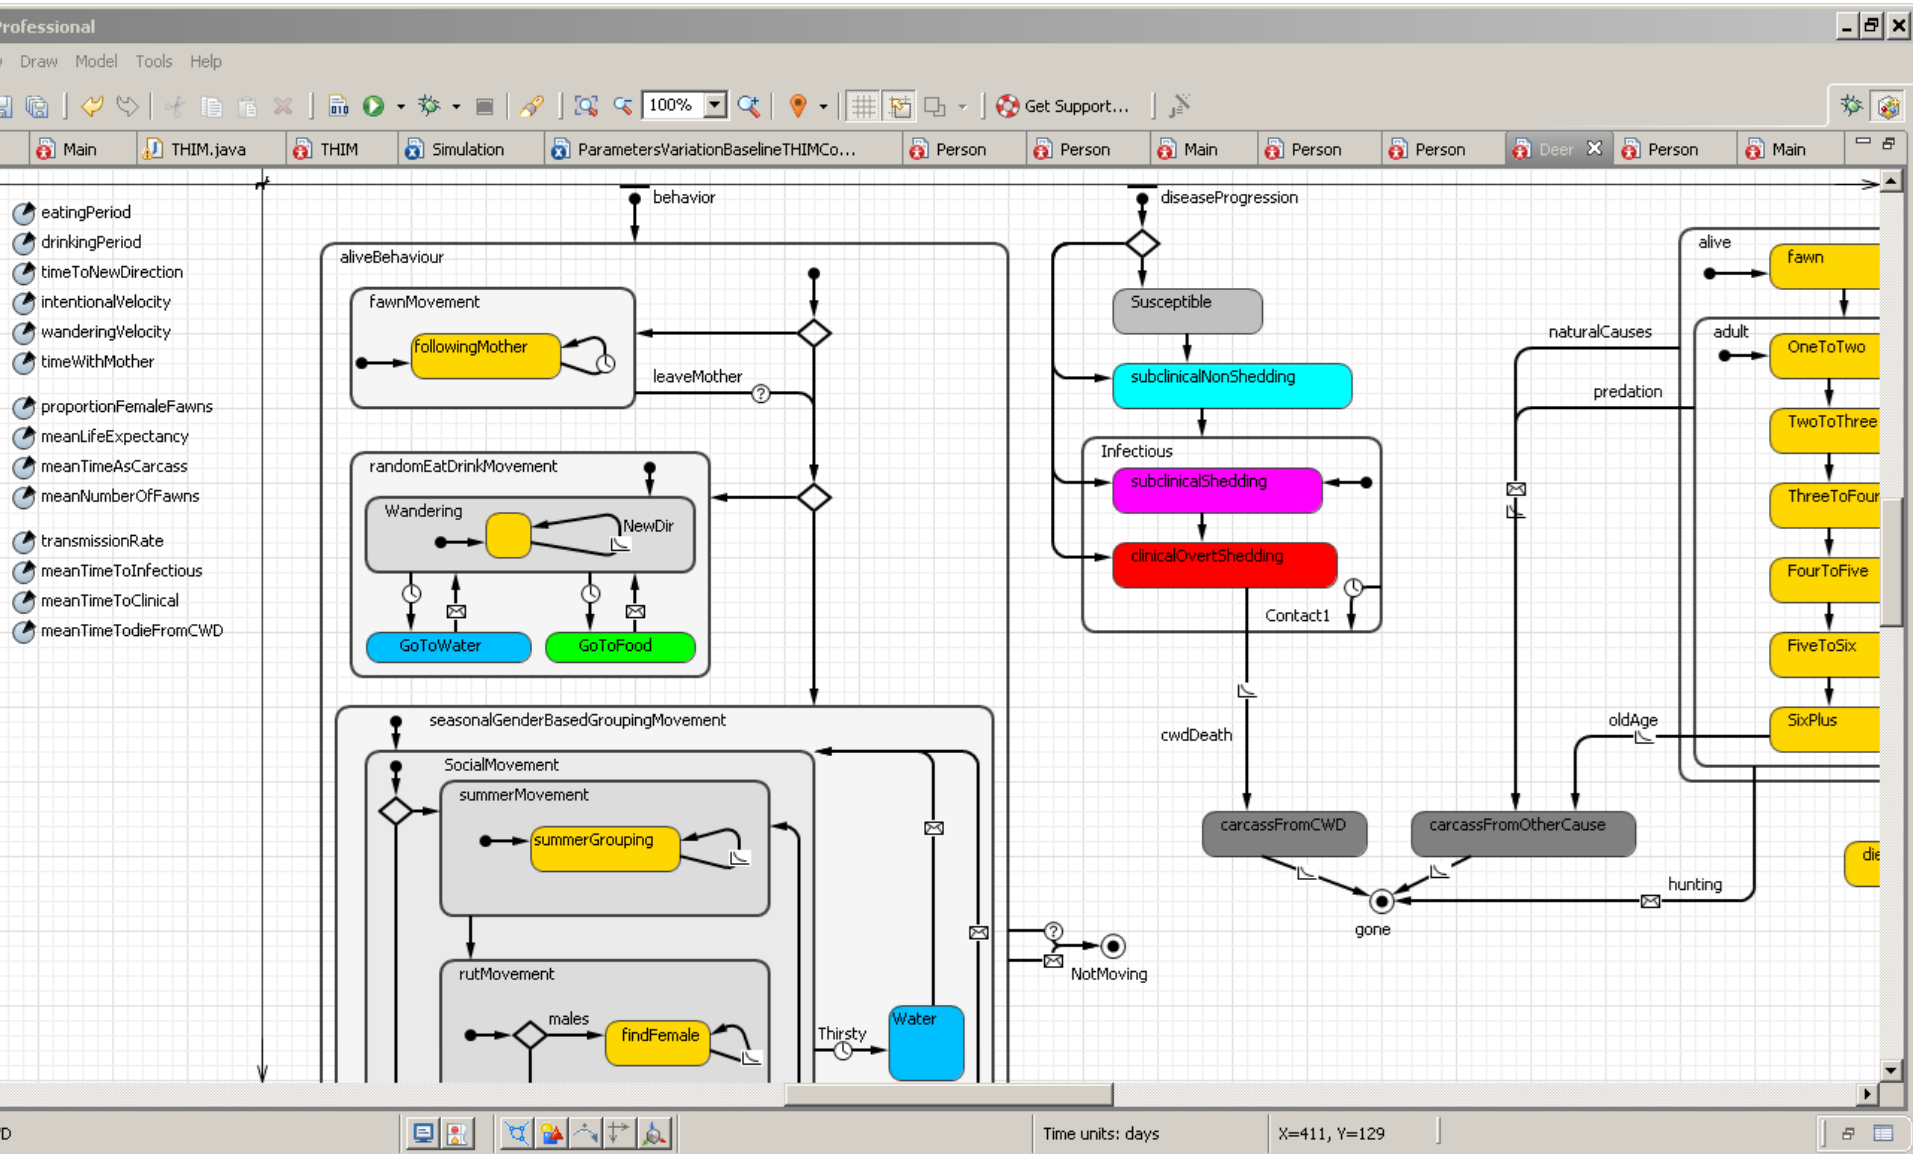 Professional
Draw Model Tools Help
100% Get Support...
Main THIM.java THIM Simulation ParametersVariationBaselineTHIMCo... Person Person Main Person Person Deer Person Main
eatingPeriod
drinkingPeriod
timeToNewDirection
intentionalVelocity
wanderingVelocity
timeWithMother
proportionFemaleFawns
meanLifeExpectancy
meanTimeAsCarcass
meanNumberOfFawns
transmissionRate
meanTimeToInfectious
meanTimeToClinical
meanTimeTodieFromCWD
behavior
aliveBehaviour
fawnMovement
followingMother
leaveMother
randomEatDrinkMovement
Wandering
NewDir
GoToWater
GoToFood
seasonalGenderBasedGroupingMovement
SocialMovement
summerMovement
summerGrouping
rutMovement
males
findFemale
Thirsty
Water
NotMoving
diseaseProgression
Susceptible
subclinicalNonShedding
Infectious
subclinicalShedding
clinicalOvertShedding
Contact1
cwdDeath
carcassFromCWD
carcassFromOtherCause
gone
hunting
naturalCauses
predation
oldAge
alive
fawn
adult
OneToTwo
TwoToThree
ThreeToFour
FourToFive
FiveToSix
SixPlus
die
Time units: days
X=411, Y=129